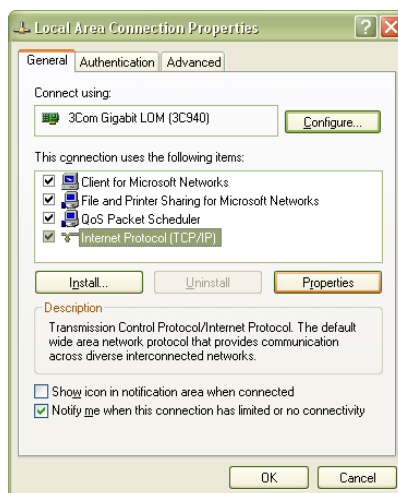 Local Area Connection Properties
General Authentication Advanced
Connect using:
3Com Gigabit LOM (3C940)
Configure...
This connection uses the following items:
Client for Microsoft Networks
File and Printer Sharing for Microsoft Networks
QoS Packet Scheduler
Internet Protocol (TCP/IP)
Install... Uninstall Properties
Description
Transmission Control Protocol/Internet Protocol. The default
wide area network protocol that provides communication
across diverse interconnected networks.
Show icon in notification area when connected
Notify me when this connection has limited or no connectivity
OK Cancel